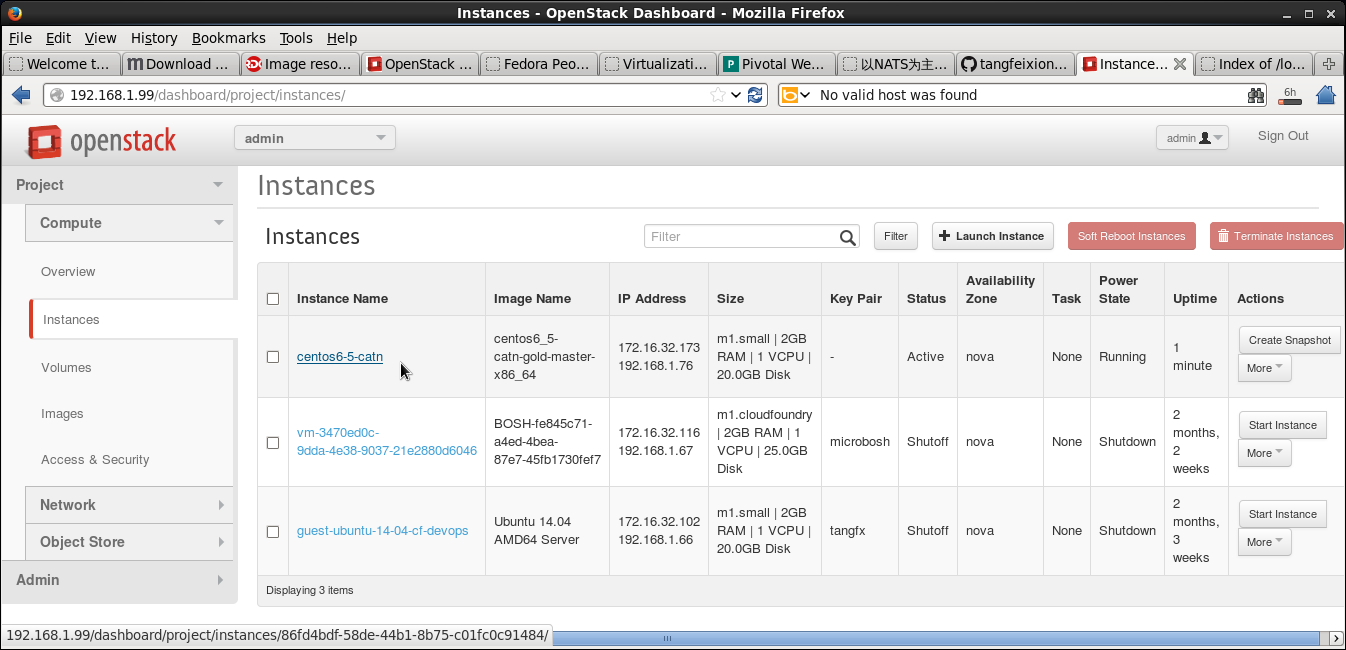 Instances - OpenStack Dashboard - Mozilla Firefox
File Edit View History Bookmarks Tools Help
Welcome t... Download ... Image reso... OpenStack ... Fedora Peo... Virtualizati... Pivotal We... 以NATS为主... tangfeixion... Instance... Index of /lo...
192.168.1.99/dashboard/project/instances/ No valid host was found 6h
openstack admin admin Sign Out
Project
Compute
Overview
Instances
Volumes
Images
Access & Security
Network
Object Store
Admin
Instances
Instances Filter Filter Launch Instance Soft Reboot Instances Terminate Instances
Instance Name Image Name IP Address Size Key Pair Status Availability Zone Task Power State Uptime Actions
centos6-5-catn
centos6_5-
catn-gold-master-
x86_64
172.16.32.173
192.168.1.76
m1.small | 2GB
RAM | 1 VCPU |
20.0GB Disk
-
Active
nova
None
Running
1
minute
Create Snapshot
More
vm-3470ed0c-
9dda-4e38-9037-21e2880d6046
BOSH-fe845c71-
a4ed-4bea-
87e7-45fb1730fef7
172.16.32.116
192.168.1.67
m1.cloudfoundry
| 2GB RAM | 1
VCPU | 25.0GB
Disk
microbosh
Shutoff
nova
None
Shutdown
2
months,
2
weeks
Start Instance
More
guest-ubuntu-14-04-cf-devops
Ubuntu 14.04
AMD64 Server
172.16.32.102
192.168.1.66
m1.small | 2GB
RAM | 1 VCPU |
20.0GB Disk
tangfx
Shutoff
nova
None
Shutdown
2
months,
3
weeks
Start Instance
More
Displaying 3 items
192.168.1.99/dashboard/project/instances/86fd4bdf-58de-44b1-8b75-c01fc0c91484/